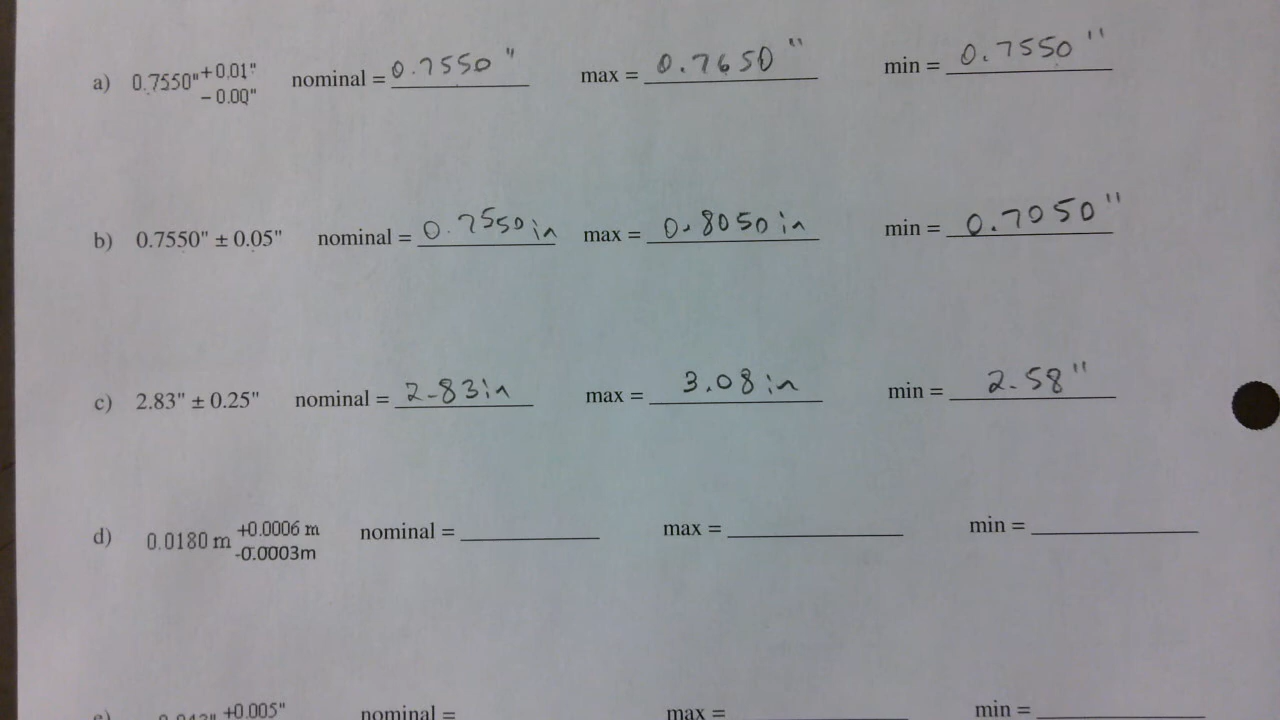 a) 0.7550" +0.01" nominal = 0.7550 " max = 0.7650 " min = 0.7550 "
- 0.00"
b) 0.7550" ± 0.05" nominal = 0.7550 in max = 0.8050 in min = 0.7050 "
c) 2.83" ± 0.25" nominal = 2.83 in max = 3.08 in min = 2.58 "
d) 0.0180 m +0.0006 m nominal = max = min =
-0.0003m
e) +0.005" nominal = max = min =